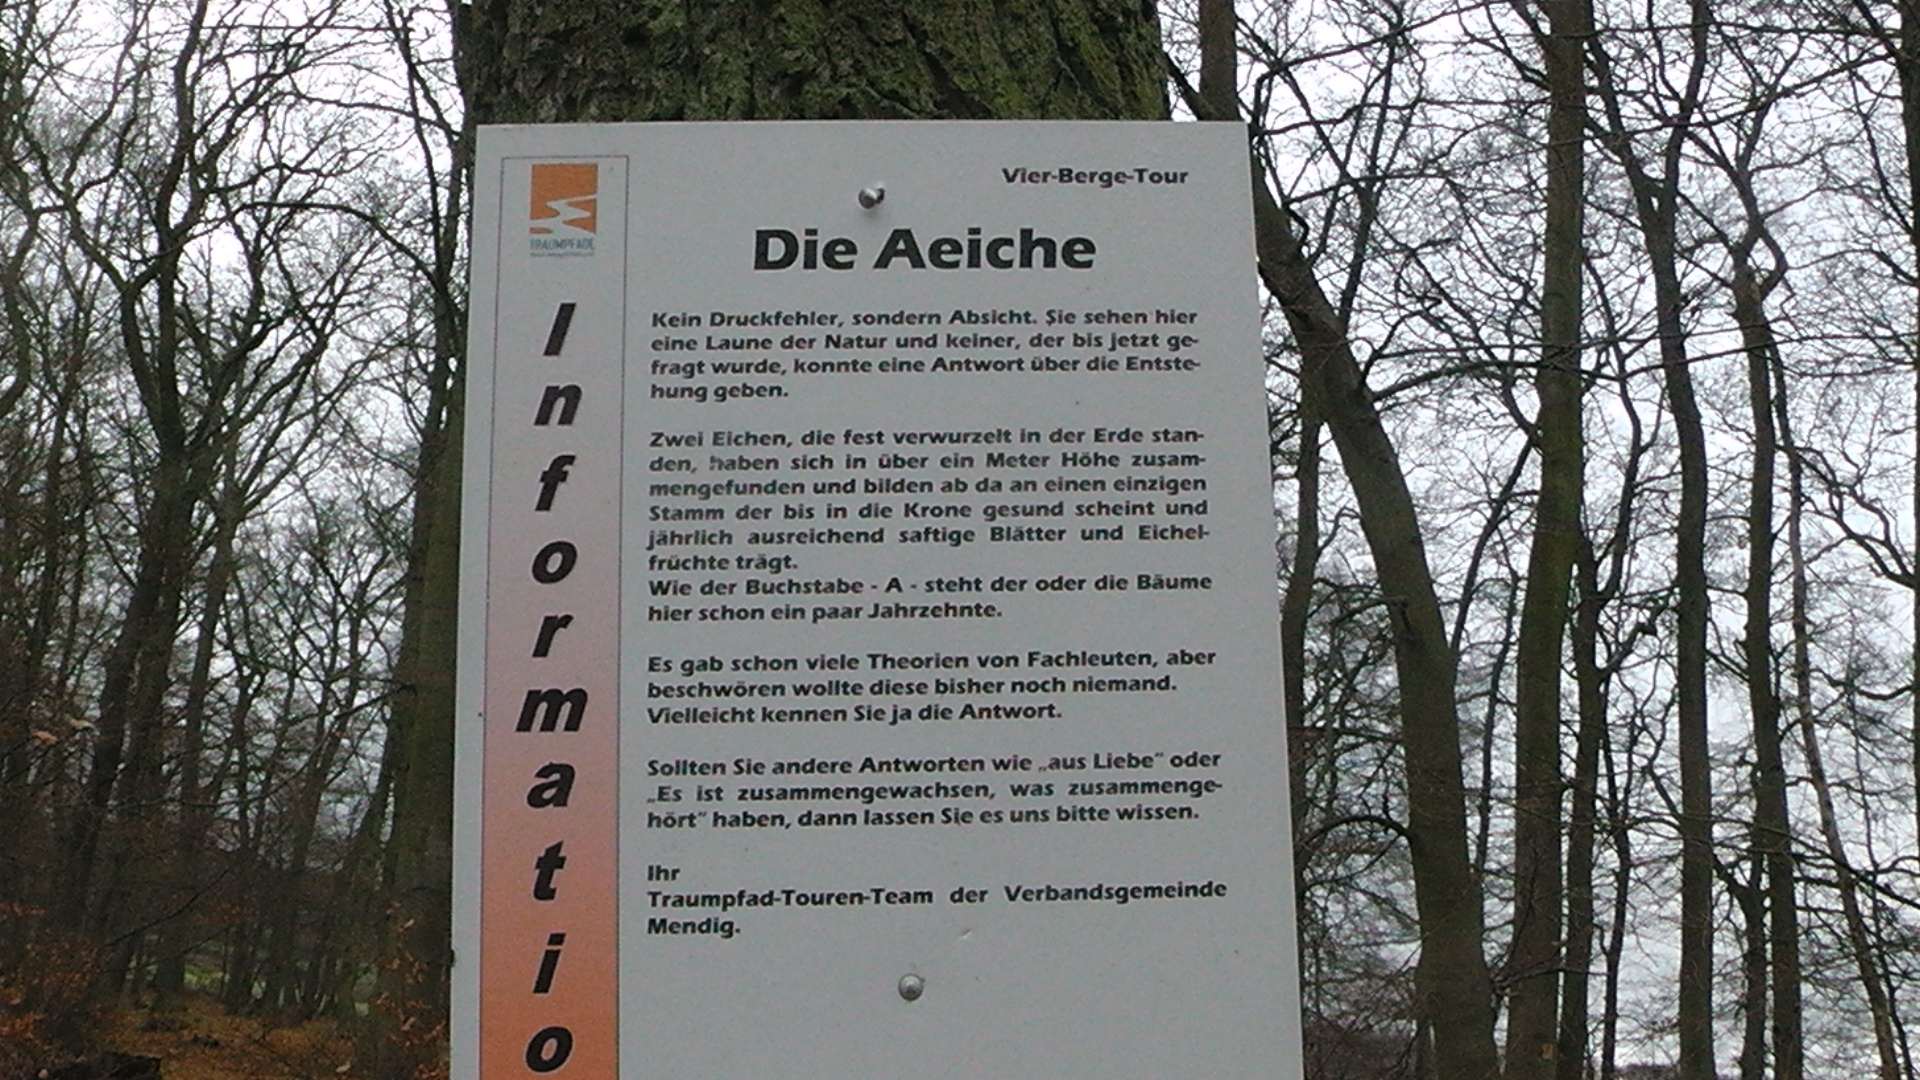 Vier-Berge-Tour
TRAUMPFADE
Informatio
Die Aeiche
Kein Druckfehler, sondern Absicht. Sie sehen hier
eine Laune der Natur und keiner, der bis jetzt ge-
fragt wurde, konnte eine Antwort über die Entste-
hung geben.
Zwei Eichen, die fest verwurzelt in der Erde stan-
den, haben sich in über ein Meter Höhe zusam-
mengefunden und bilden ab da an einen einzigen
Stamm der bis in die Krone gesund scheint und
jährlich ausreichend saftige Blätter und Eichel-
früchte trägt.
Wie der Buchstabe - A - steht der oder die Bäume
hier schon ein paar Jahrzehnte.
Es gab schon viele Theorien von Fachleuten, aber
beschwören wollte diese bisher noch niemand.
Vielleicht kennen Sie ja die Antwort.
Sollten Sie andere Antworten wie „aus Liebe“ oder
„Es ist zusammengewachsen, was zusammenge-
hört“ haben, dann lassen Sie es uns bitte wissen.
Ihr
Traumpfad-Touren-Team der Verbandsgemeinde
Mendig.